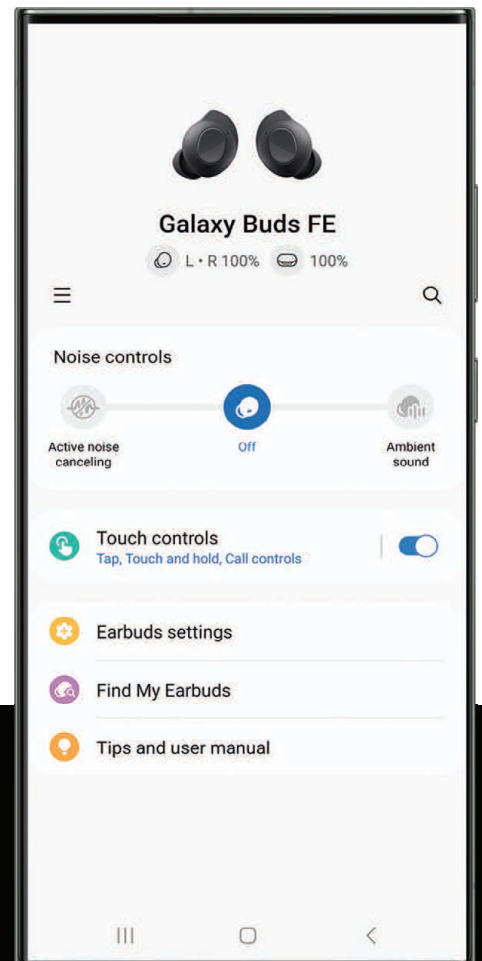 Galaxy Buds FE
L • R 100% 100%
Noise controls
Active noise
canceling
Off
Ambient
sound
Touch controls
Tap, Touch and hold, Call controls
Earbuds settings
Find My Earbuds
Tips and user manual